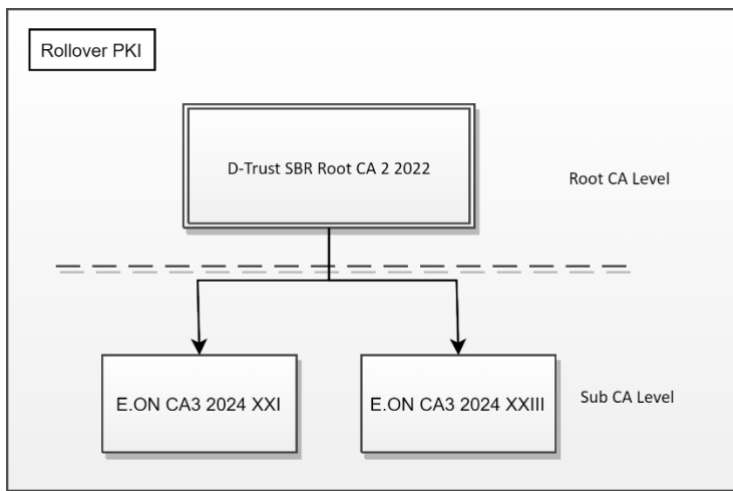 Rollover PKI
D-Trust SBR Root CA 2 2022
Root CA Level
E.ON CA3 2024 XXI
E.ON CA3 2024 XXIII
Sub CA Level